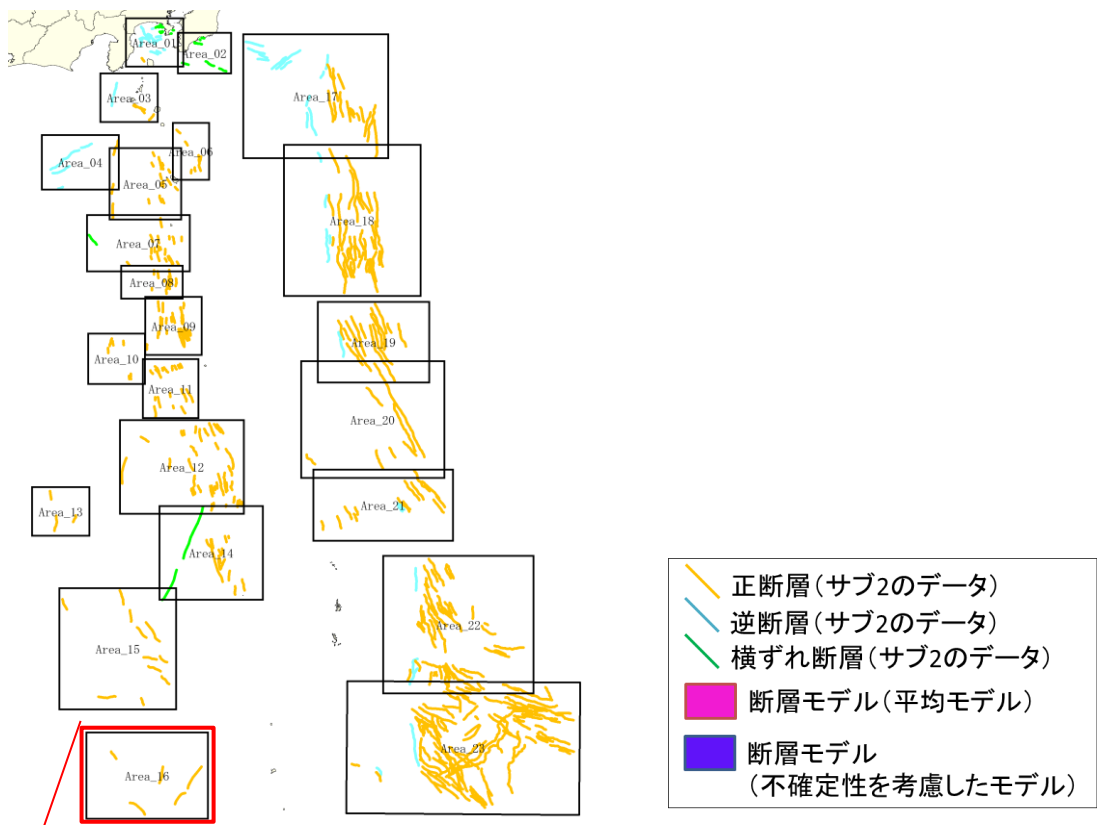 Area_01
Area_02
Area_03
Area_04
Area_05
Area_06
Area_07
Area_08
Area_09
Area_10
Area_11
Area_12
Area_13
Area_14
Area_15
Area_16
Area_17
Area_18
Area_19
Area_20
Area_21
Area_22
Area_23
正断層(サブ2のデータ)
逆断層(サブ2のデータ)
横ずれ断層(サブ2のデータ)
断層モデル(平均モデル)
断層モデル
(不確定性を考慮したモデル)